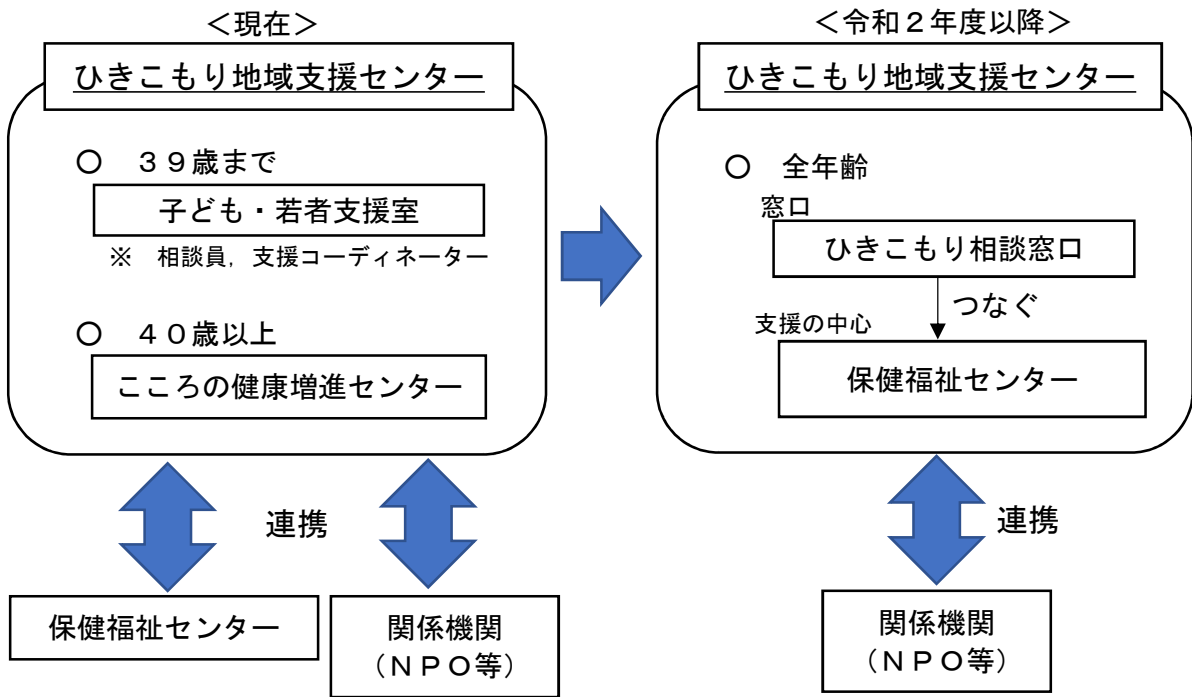 ＜現在＞
ひきこもり地域支援センター
○　３９歳まで
子ども・若者支援室
※　相談員，支援コーディネーター
○　４０歳以上
こころの健康増進センター
連携
保健福祉センター
関係機関
（ＮＰＯ等）
＜令和２年度以降＞
ひきこもり地域支援センター
○　全年齢
窓口
ひきこもり相談窓口
つなぐ
支援の中心
保健福祉センター
連携
関係機関
（ＮＰＯ等）